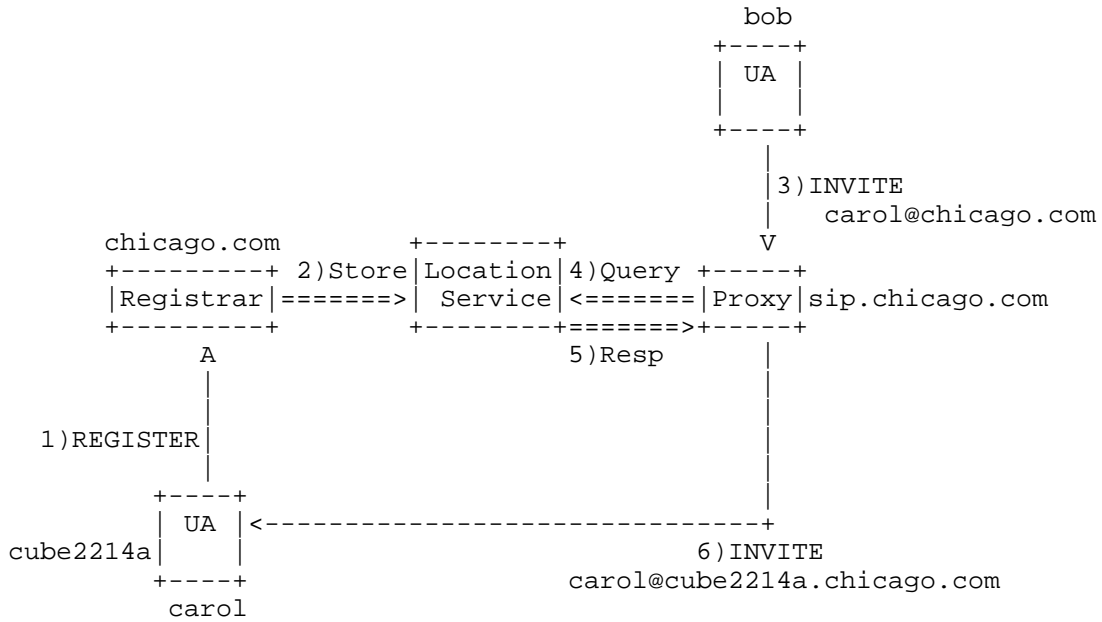 bob
+----+
| UA |
|    |
+----+
|
|3)INVITE
|   carol@chicago.com
chicago.com        +--------+            V
+---------+ 2)Store|Location|4)Query +-----+
|Registrar|=======>| Service|<=======|Proxy|sip.chicago.com
+---------+        +--------+=======>+-----+
A                      5)Resp      |
|                                  |
|                                  |
1)REGISTER|                                  |
|                                  |
+----+                               |
| UA |<-------------------------------+
cube2214a|    |                            6)INVITE
+----+                    carol@cube2214a.chicago.com
carol